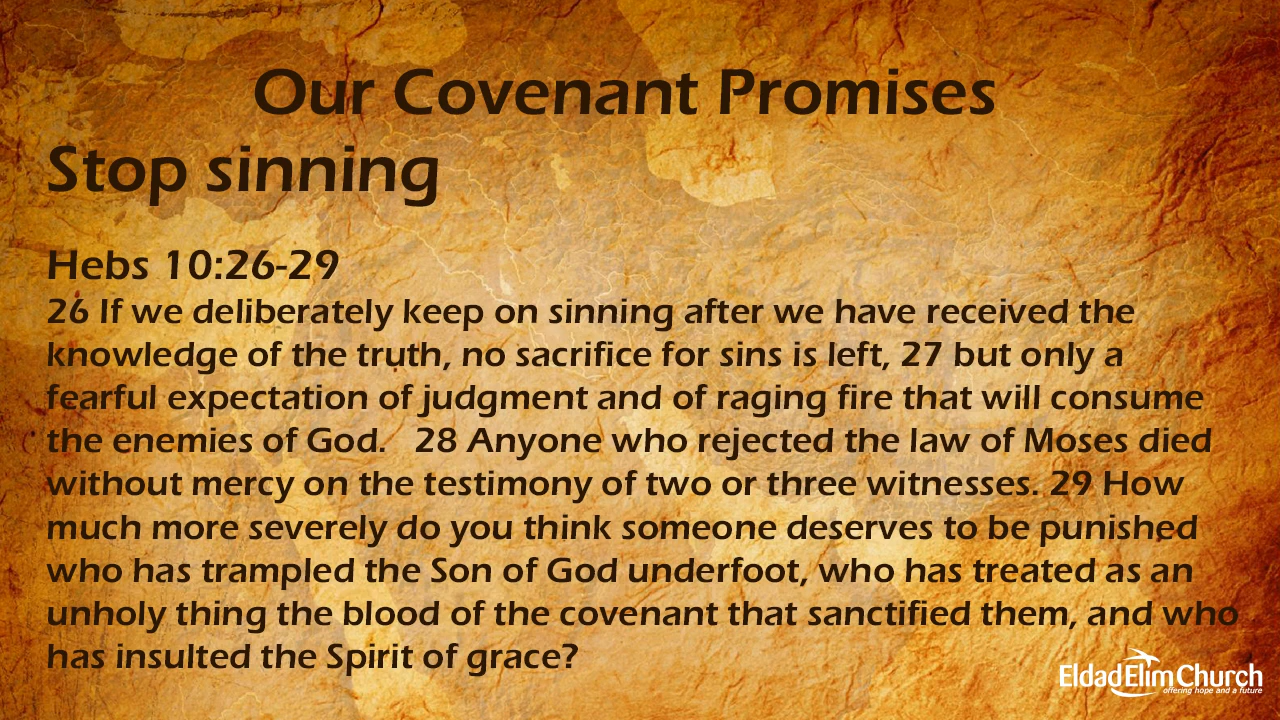 Our Covenant Promises
Stop sinning
Hebs 10:26-29
26 If we deliberately keep on sinning after we have received the
knowledge of the truth, no sacrifice for sins is left, 27 but only a
fearful expectation of judgment and of raging fire that will consume
the enemies of God.   28 Anyone who rejected the law of Moses died
without mercy on the testimony of two or three witnesses. 29 How
much more severely do you think someone deserves to be punished
who has trampled the Son of God underfoot, who has treated as an
unholy thing the blood of the covenant that sanctified them, and who
has insulted the Spirit of grace?
Eldad Elim Church
offering hope and a future